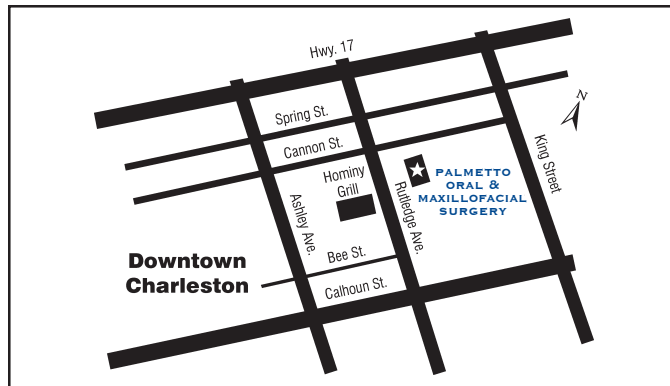 Hwy. 17
Spring St.
Cannon St.
N
Hominy
Grill
King Street
PALMETTO
ORAL &
MAXILLOFACIAL
SURGERY
Ashley Ave.
Rutledge Ave.
Bee St.
Downtown
Charleston
Calhoun St.